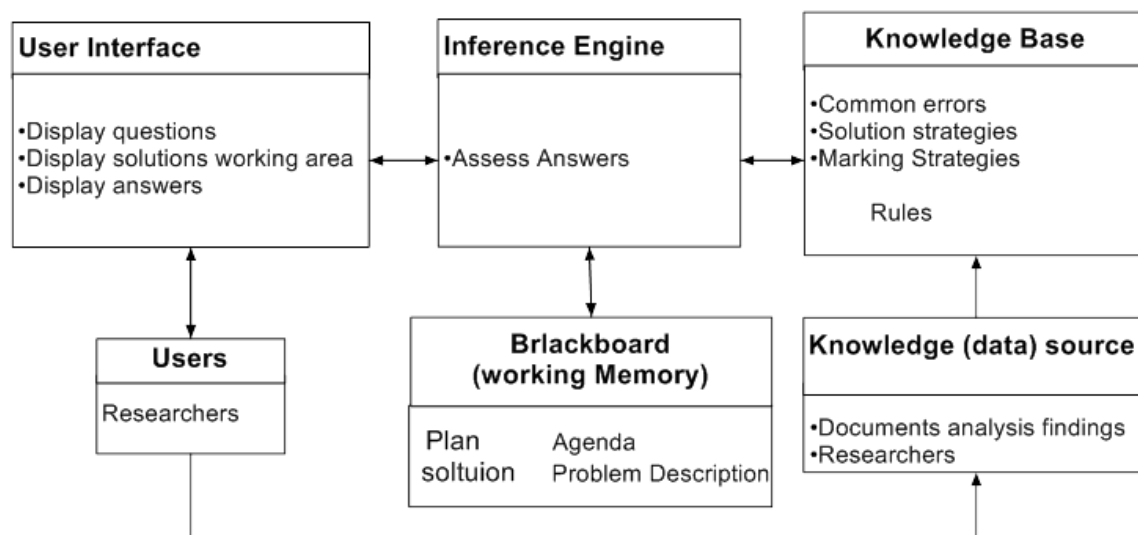 User Interface
•Display questions
•Display solutions working area
•Display answers
Inference Engine
•Assess Answers
Knowledge Base
•Common errors
•Solution strategies
•Marking Strategies
Rules
Users
Researchers
Brlackboard
(working Memory)
Plan Agenda
soltuion Problem Description
Knowledge (data) source
•Documents analysis findings
•Researchers